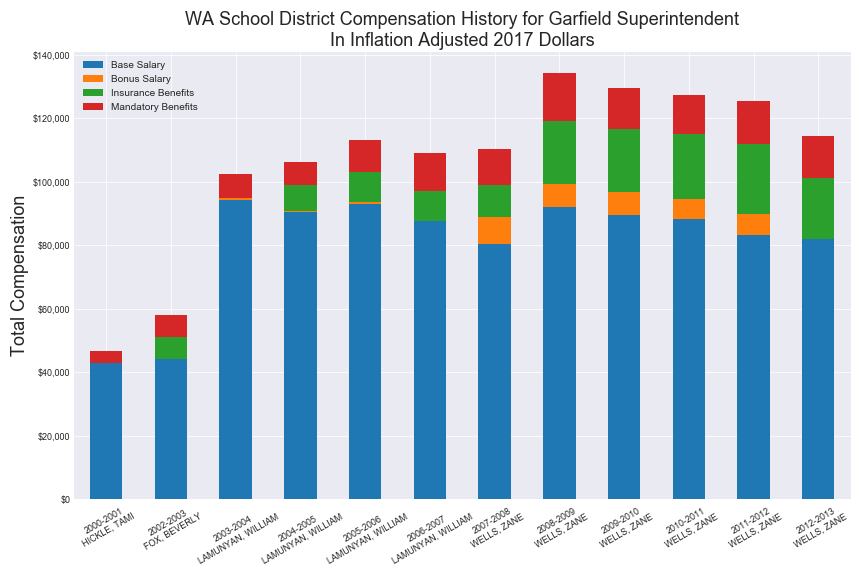 WA School District Compensation History for Garfield Superintendent
In Inflation Adjusted 2017 Dollars
Total Compensation
$140,000
$120,000
$100,000
$80,000
$60,000
$40,000
$20,000
$0
Base Salary
Bonus Salary
Insurance Benefits
Mandatory Benefits
2000-2001
HICKLE, TAMI
2002-2003
FOX, BEVERLY
2003-2004
LAMUNYAN, WILLIAM
2004-2005
LAMUNYAN, WILLIAM
2005-2006
LAMUNYAN, WILLIAM
2006-2007
LAMUNYAN, WILLIAM
2007-2008
WELLS, ZANE
2008-2009
WELLS, ZANE
2009-2010
WELLS, ZANE
2010-2011
WELLS, ZANE
2011-2012
WELLS, ZANE
2012-2013
WELLS, ZANE